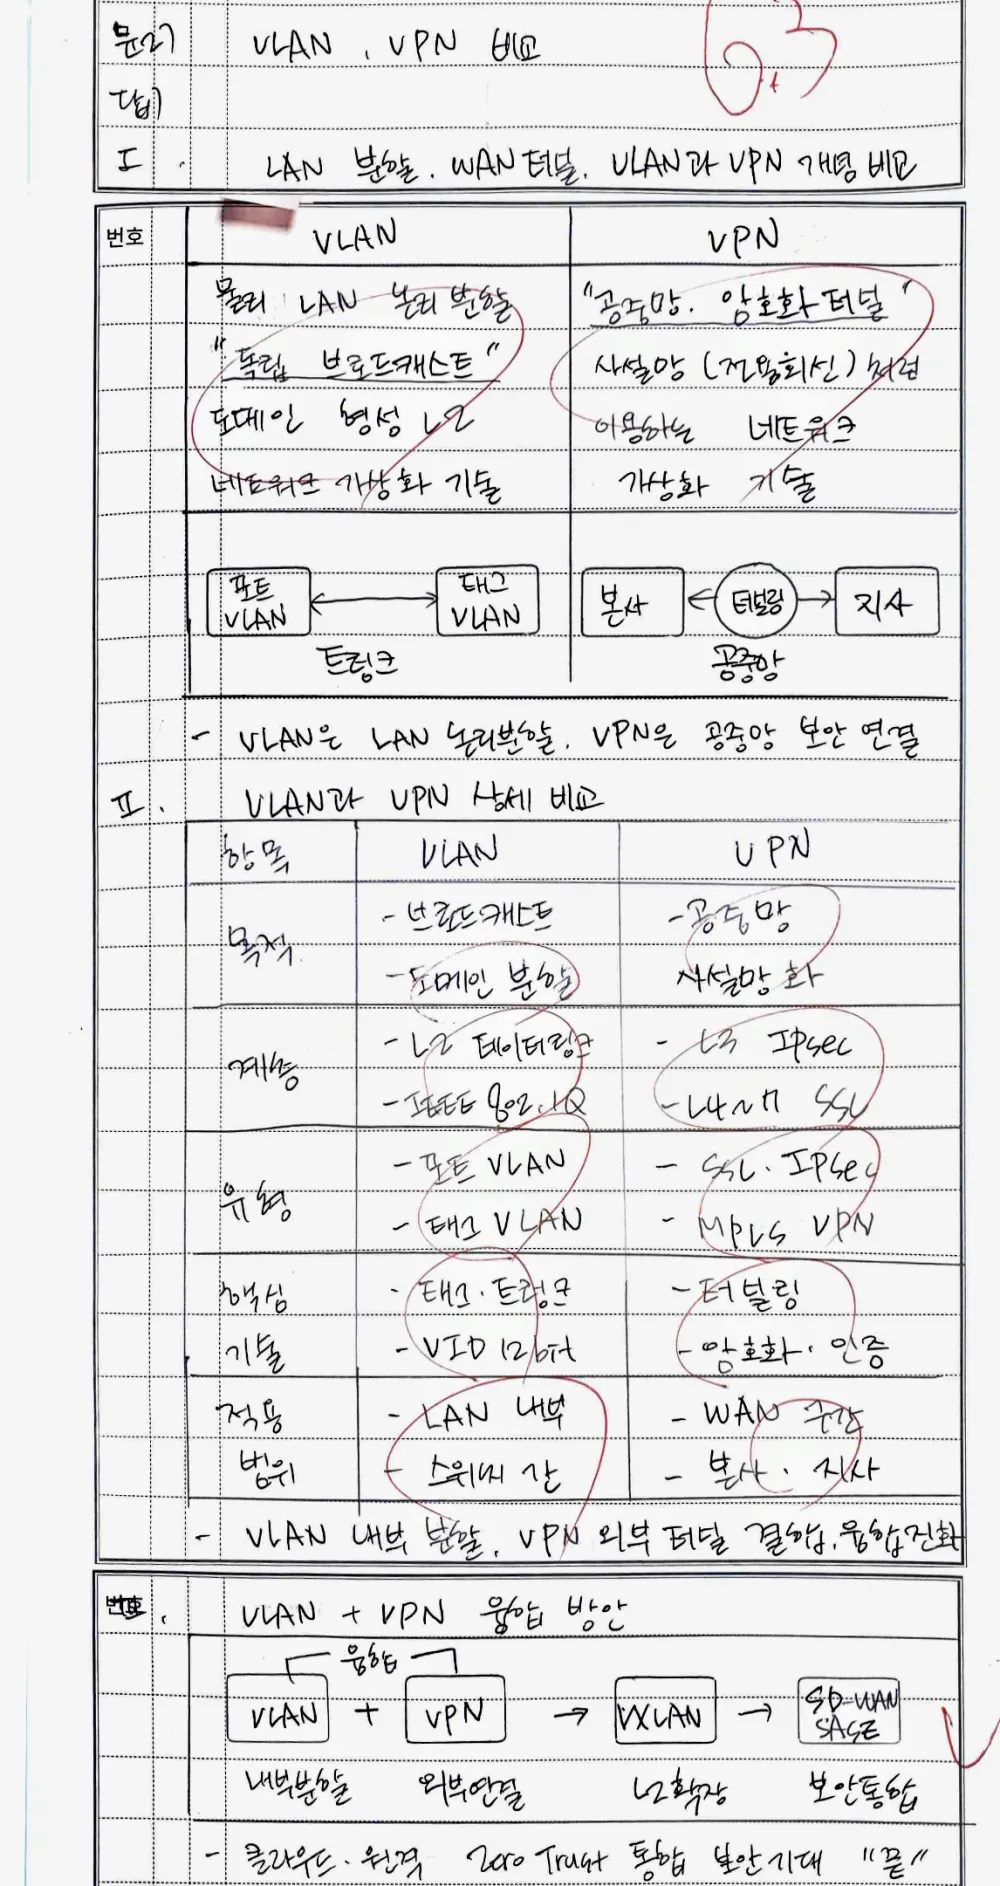 문2) VLAN, VPN 비교
6.3
답)
I. LAN 분할. WAN 터널. VLAN과 VPN 개념 비교
번호 VLAN VPN
물리 LAN 논리 분할 "공중망. 암호화 터널"
"독립 브로드캐스트" 사설망 (전용회선) 처럼
도메인 형성 L2 이용하는 네트워크
네트워크 가상화 기술 가상화 기술
포트 VLAN 태그 VLAN 본사 터널링 지사
트렁크 공중망
- VLAN은 LAN 논리분할. VPN은 공중망 보안 연결
II. VLAN과 VPN 상세 비교
항목 VLAN VPN
목적 - 브로드캐스트 - 공중망
- 도메인 분할 사설망 화
계층 - L2 데이터링크 - L3 IPsec
- IEEE 802.1Q - L4~7 SSL
유형 - 포트 VLAN - SSL. IPsec
- 태그 VLAN - MPLS VPN
핵심 - 태그. 트렁크 - 터널링
기술 - VID 12bit - 암호화. 인증
적용 - LAN 내부 - WAN 구간
범위 - 스위치 간 - 본사. 지사
- VLAN 내부 분할. VPN 외부 터널 결합. 융합진화
번호 VLAN + VPN 융합 방안
융합
VLAN + VPN → VXLAN → SD-WAN SASE
내부분할 외부연결 L2확장 보안통합
- 클라우드. 원격 Zero Trust 통합 보안기대 "끝"